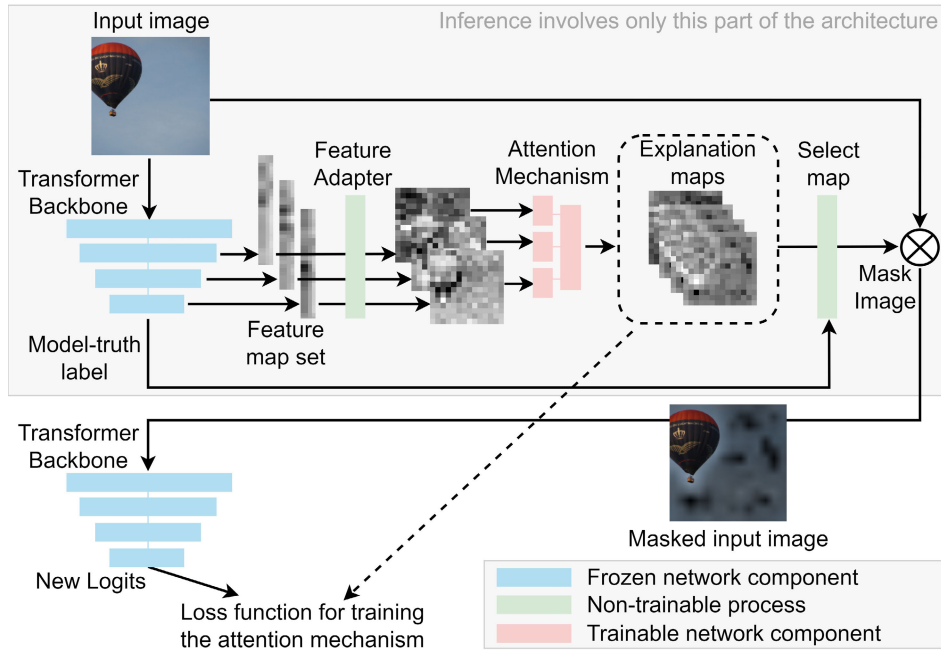 Input image
Inference involves only this part of the architecture
Transformer
Backbone
Feature
Adapter
Attention
Mechanism
Explanation
maps
Select
map
Feature
map set
Mask
Image
Model-truth
label
Transformer
Backbone
Masked input image
New Logits
Loss function for training
the attention mechanism
Frozen network component
Non-trainable process
Trainable network component